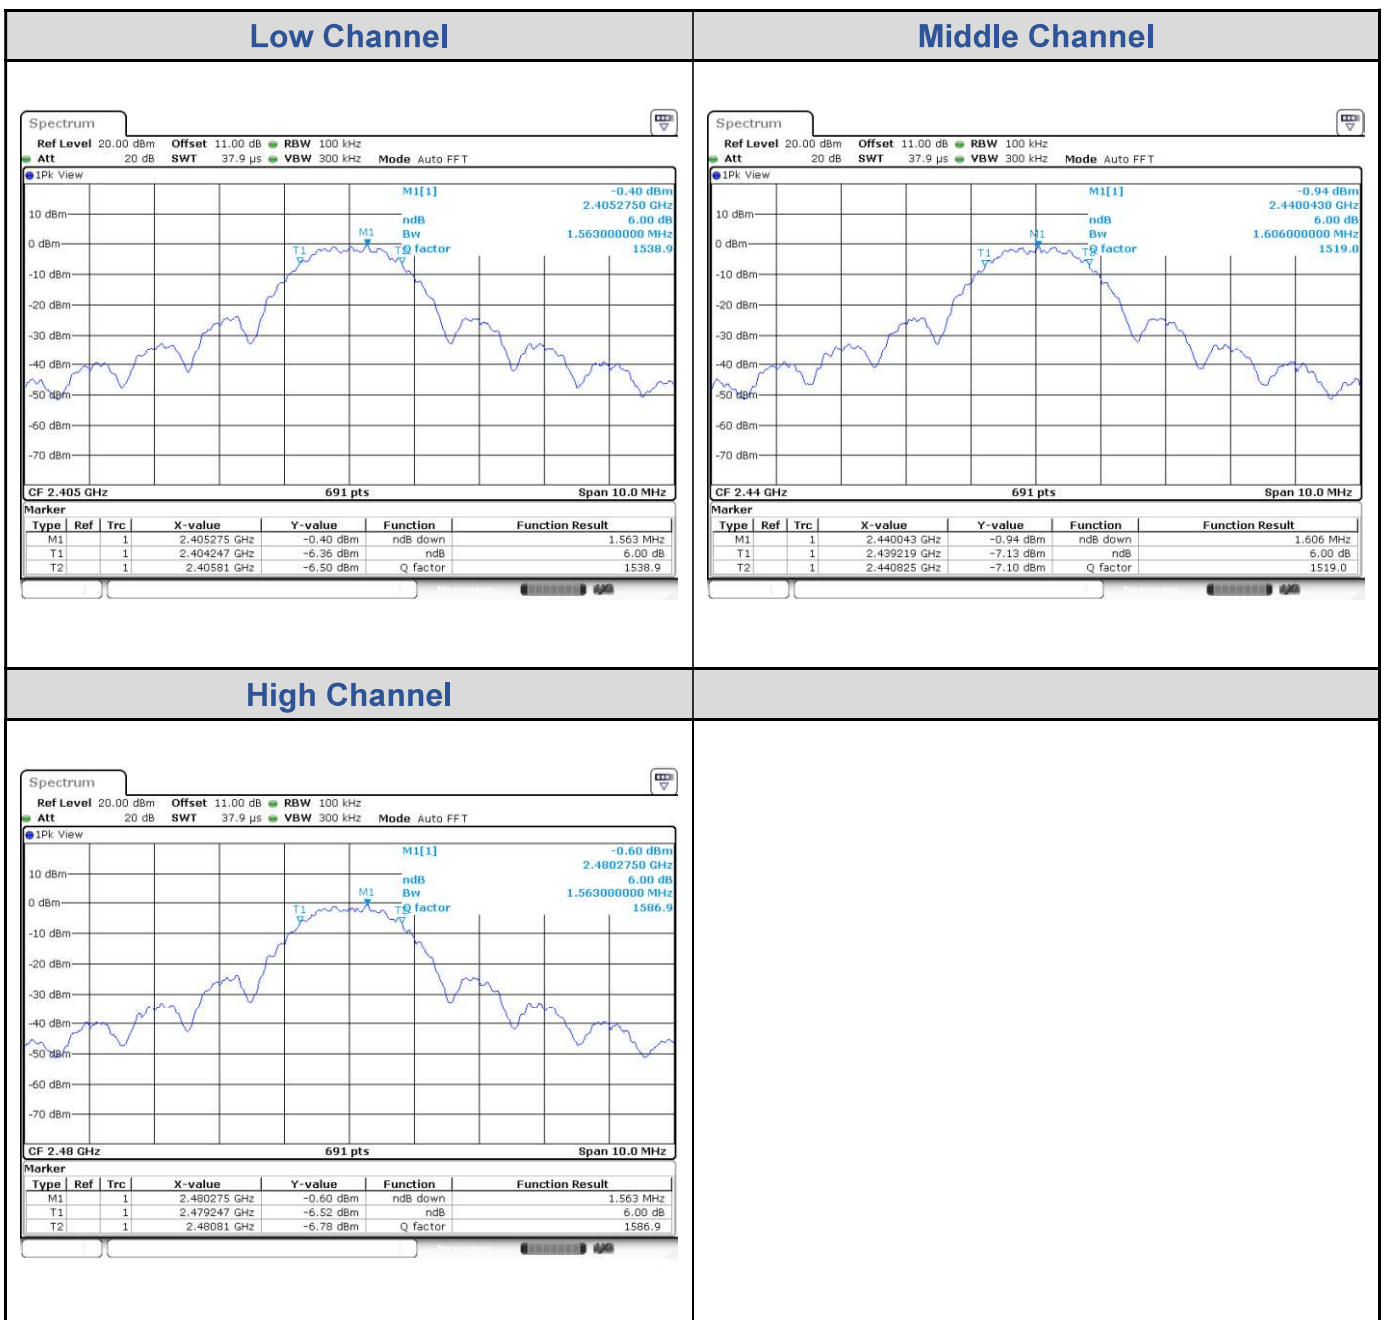 Low Channel
Middle Channel
Spectrum
Ref Level 20.00 dBm Offset 11.00 dB RBW 100 kHz
Att 20 dB SWT 37.9 µs VBW 300 kHz Mode Auto FFT
1Pk View
M1[1] -0.40 dBm
2.4052750 GHz
10 dBm
ndB 6.00 dB
M1 Bw 1.563000000 MHz
0 dBm
T1 T2 Q factor 1538.9
-10 dBm
-20 dBm
-30 dBm
-40 dBm
-50 dBm
-60 dBm
-70 dBm
CF 2.405 GHz 691 pts Span 10.0 MHz
Marker
Type Ref Trc X-value Y-value Function Function Result
M1 1 2.405275 GHz -0.40 dBm ndB down 1.563 MHz
T1 1 2.404247 GHz -6.36 dBm ndB 6.00 dB
T2 1 2.40581 GHz -6.50 dBm Q factor 1538.9
Spectrum
Ref Level 20.00 dBm Offset 11.00 dB RBW 100 kHz
Att 20 dB SWT 37.9 µs VBW 300 kHz Mode Auto FFT
1Pk View
M1[1] -0.94 dBm
2.4400430 GHz
10 dBm
ndB 6.00 dB
M1 Bw 1.606000000 MHz
0 dBm
T1 T2 Q factor 1519.0
-10 dBm
-20 dBm
-30 dBm
-40 dBm
-50 dBm
-60 dBm
-70 dBm
CF 2.44 GHz 691 pts Span 10.0 MHz
Marker
Type Ref Trc X-value Y-value Function Function Result
M1 1 2.440043 GHz -0.94 dBm ndB down 1.606 MHz
T1 1 2.439219 GHz -7.13 dBm ndB 6.00 dB
T2 1 2.440825 GHz -7.10 dBm Q factor 1519.0
High Channel
Spectrum
Ref Level 20.00 dBm Offset 11.00 dB RBW 100 kHz
Att 20 dB SWT 37.9 µs VBW 300 kHz Mode Auto FFT
1Pk View
M1[1] -0.60 dBm
2.4802750 GHz
10 dBm
ndB 6.00 dB
M1 Bw 1.563000000 MHz
0 dBm
T1 T2 Q factor 1586.9
-10 dBm
-20 dBm
-30 dBm
-40 dBm
-50 dBm
-60 dBm
-70 dBm
CF 2.48 GHz 691 pts Span 10.0 MHz
Marker
Type Ref Trc X-value Y-value Function Function Result
M1 1 2.480275 GHz -0.60 dBm ndB down 1.563 MHz
T1 1 2.479247 GHz -6.52 dBm ndB 6.00 dB
T2 1 2.48081 GHz -6.78 dBm Q factor 1586.9